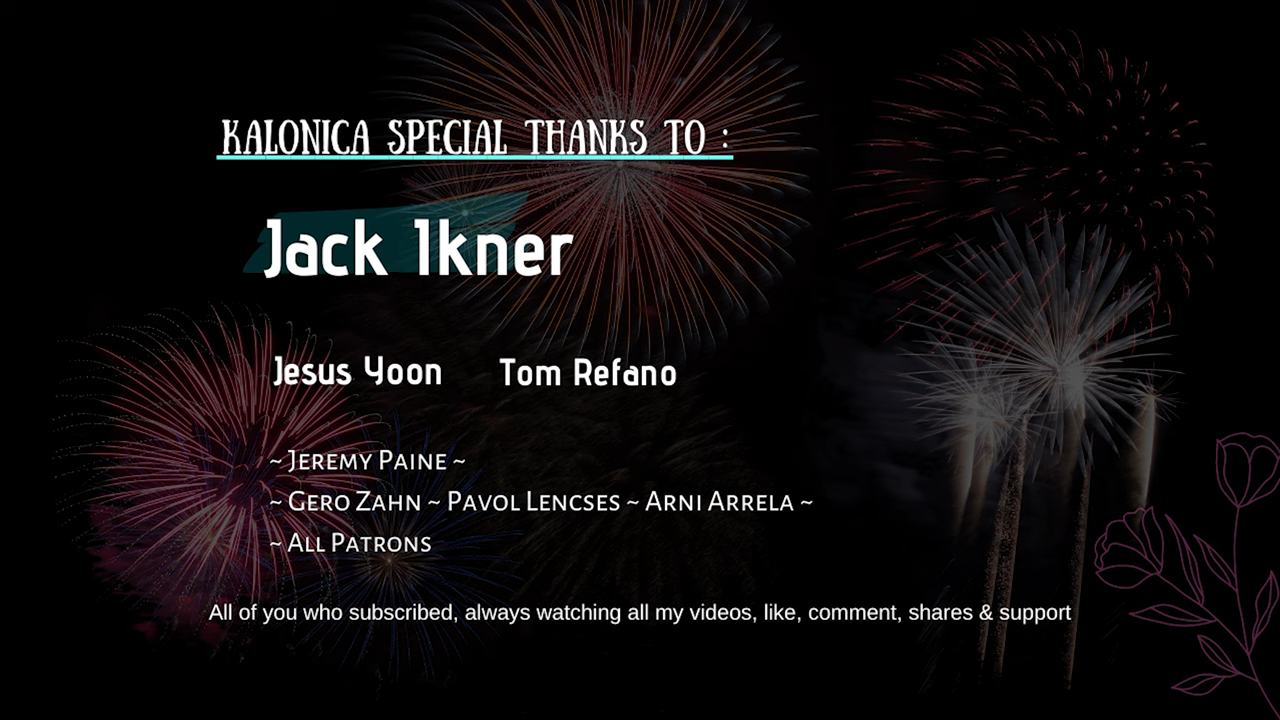 KALONICA SPECIAL THANKS TO :
Jack Ikner
Jesus Yoon Tom Refano
~ Jeremy Paine ~
~ Gero Zahn ~ Pavol Lencses ~ Arni Arrela ~
~ All Patrons
All of you who subscribed, always watching all my videos, like, comment, shares & support